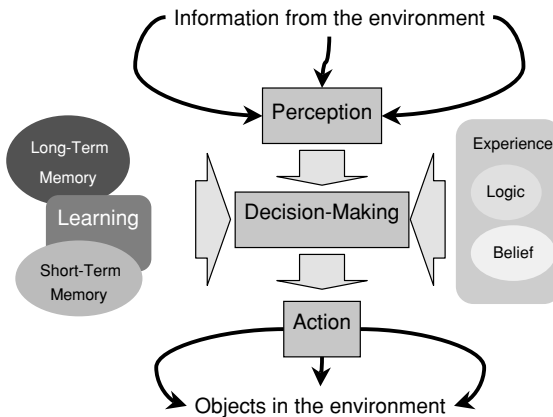 Information from the environment
Perception
Long-Term
Memory
Learning
Short-Term
Memory
Decision-Making
Experience
Logic
Belief
Action
Objects in the environment